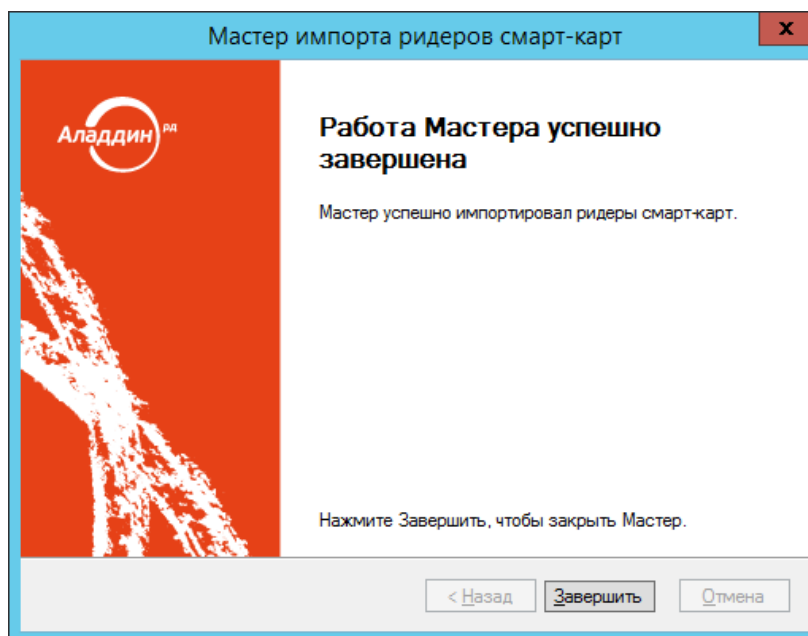 Мастер импорта ридеров смарт-карт
x
Аладдин РД
Работа Мастера успешно
завершена
Мастер успешно импортировал ридеры смарт-карт.
Нажмите Завершить, чтобы закрыть Мастер.
< Назад
Завершить
Отмена